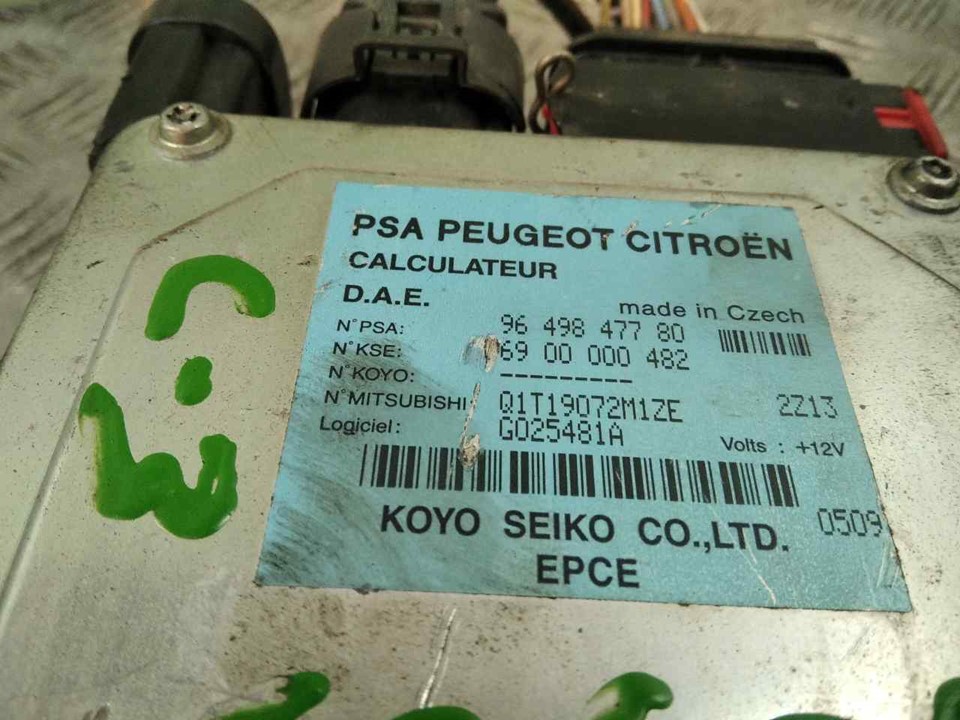 PSA PEUGEOT CITROËN
CALCULATEUR
D.A.E.
made in Czech
N°PSA: 96 498 477 80
N°KSE: 69 00 000 482
N°KOYO: ---------
N°MITSUBISHI Q1T19072M1ZE 2Z13
Logiciel: G025481A
Volts : +12V
KOYO SEIKO CO.,LTD. 0509
EPCE